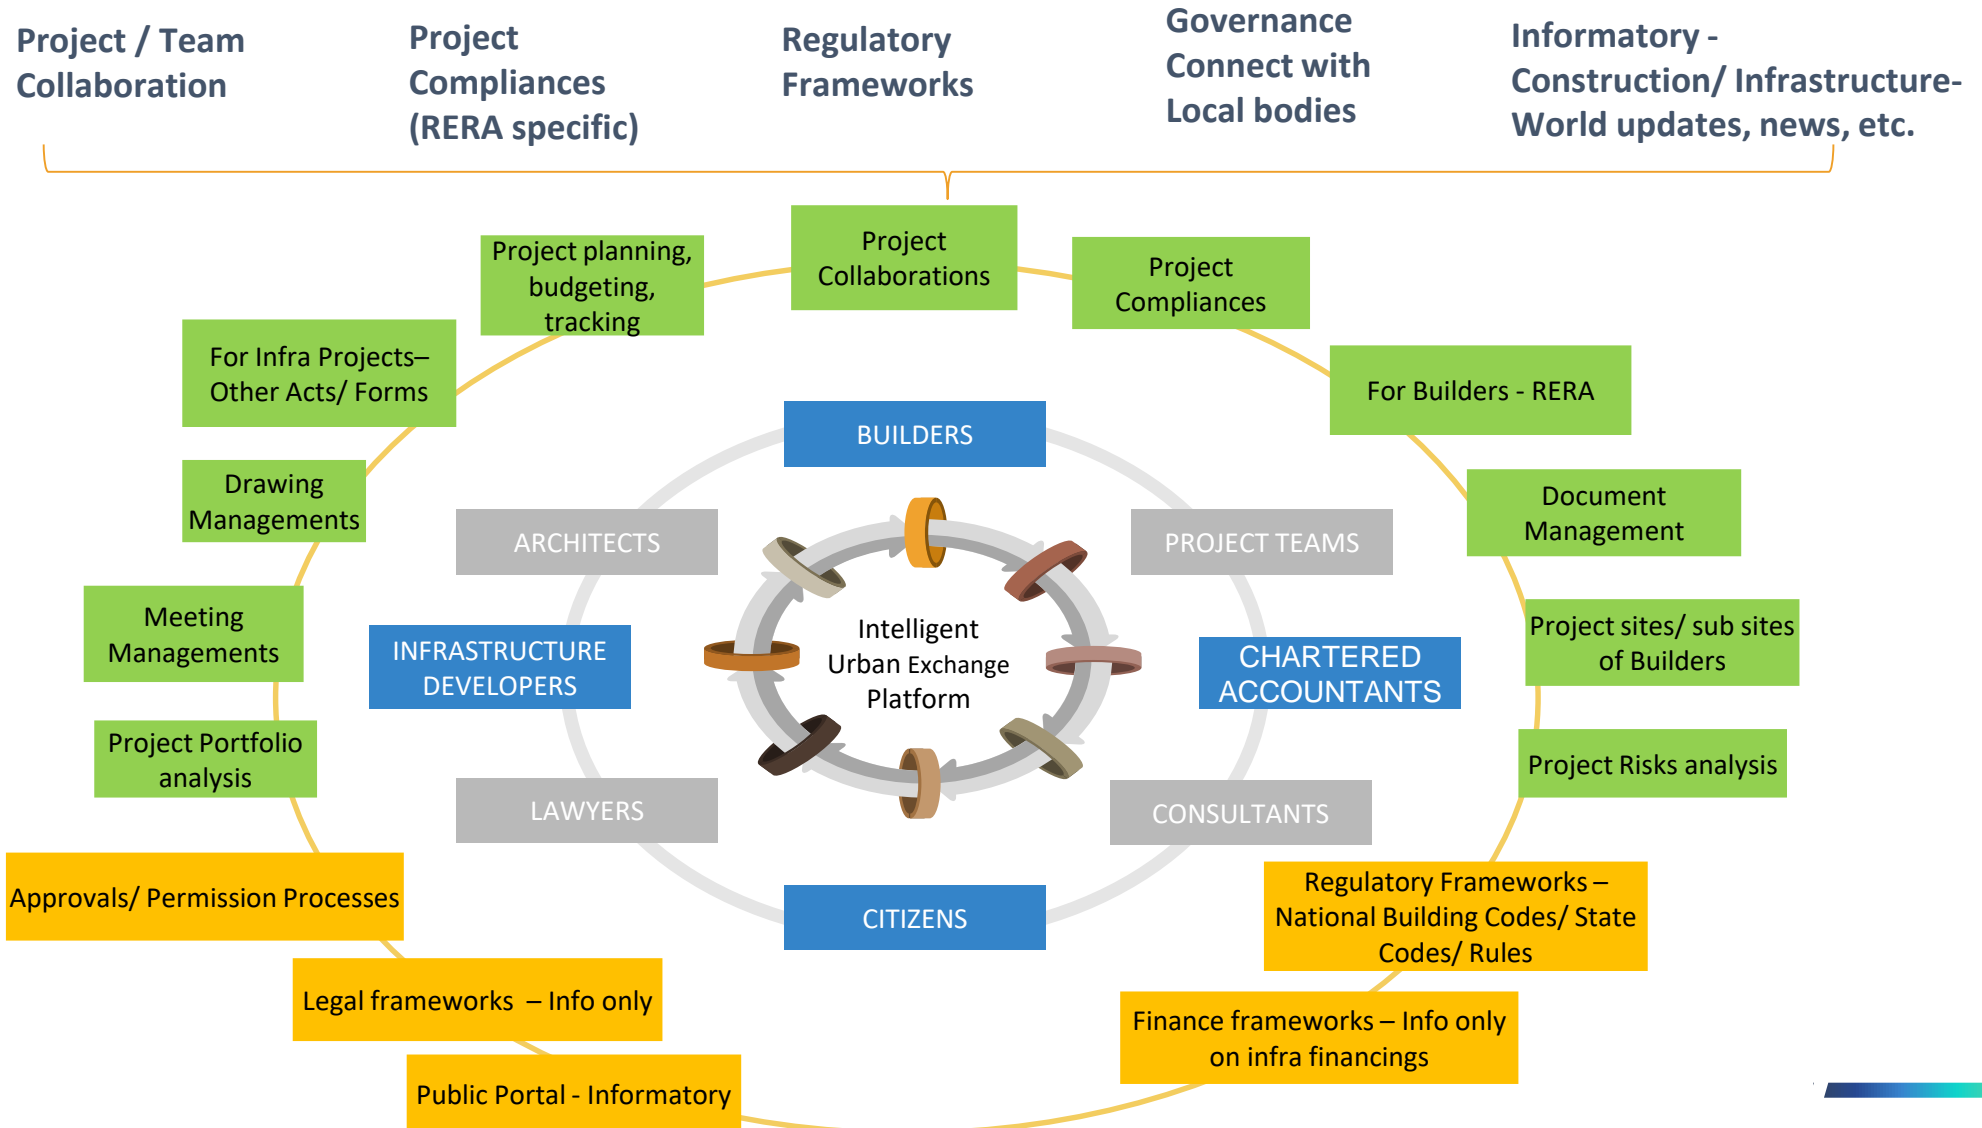 Project / Team
Collaboration
Project
Compliances
(RERA specific)
Regulatory
Frameworks
Governance
Connect with
Local bodies
Informatory -
Construction/ Infrastructure-
World updates, news, etc.
Project
Collaborations
Project planning,
budgeting,
tracking
Project
Compliances
For Infra Projects–
Other Acts/ Forms
For Builders - RERA
BUILDERS
Drawing
Managements
Document
Management
ARCHITECTS
PROJECT TEAMS
Meeting
Managements
INFRASTRUCTURE
DEVELOPERS
Intelligent
Urban Exchange
Platform
CHARTERED
ACCOUNTANTS
Project sites/ sub sites
of Builders
Project Portfolio
analysis
Project Risks analysis
LAWYERS
CONSULTANTS
Approvals/ Permission Processes
CITIZENS
Regulatory Frameworks –
National Building Codes/ State
Codes/ Rules
Legal frameworks  – Info only
Finance frameworks – Info only
on infra financings
Public Portal - Informatory